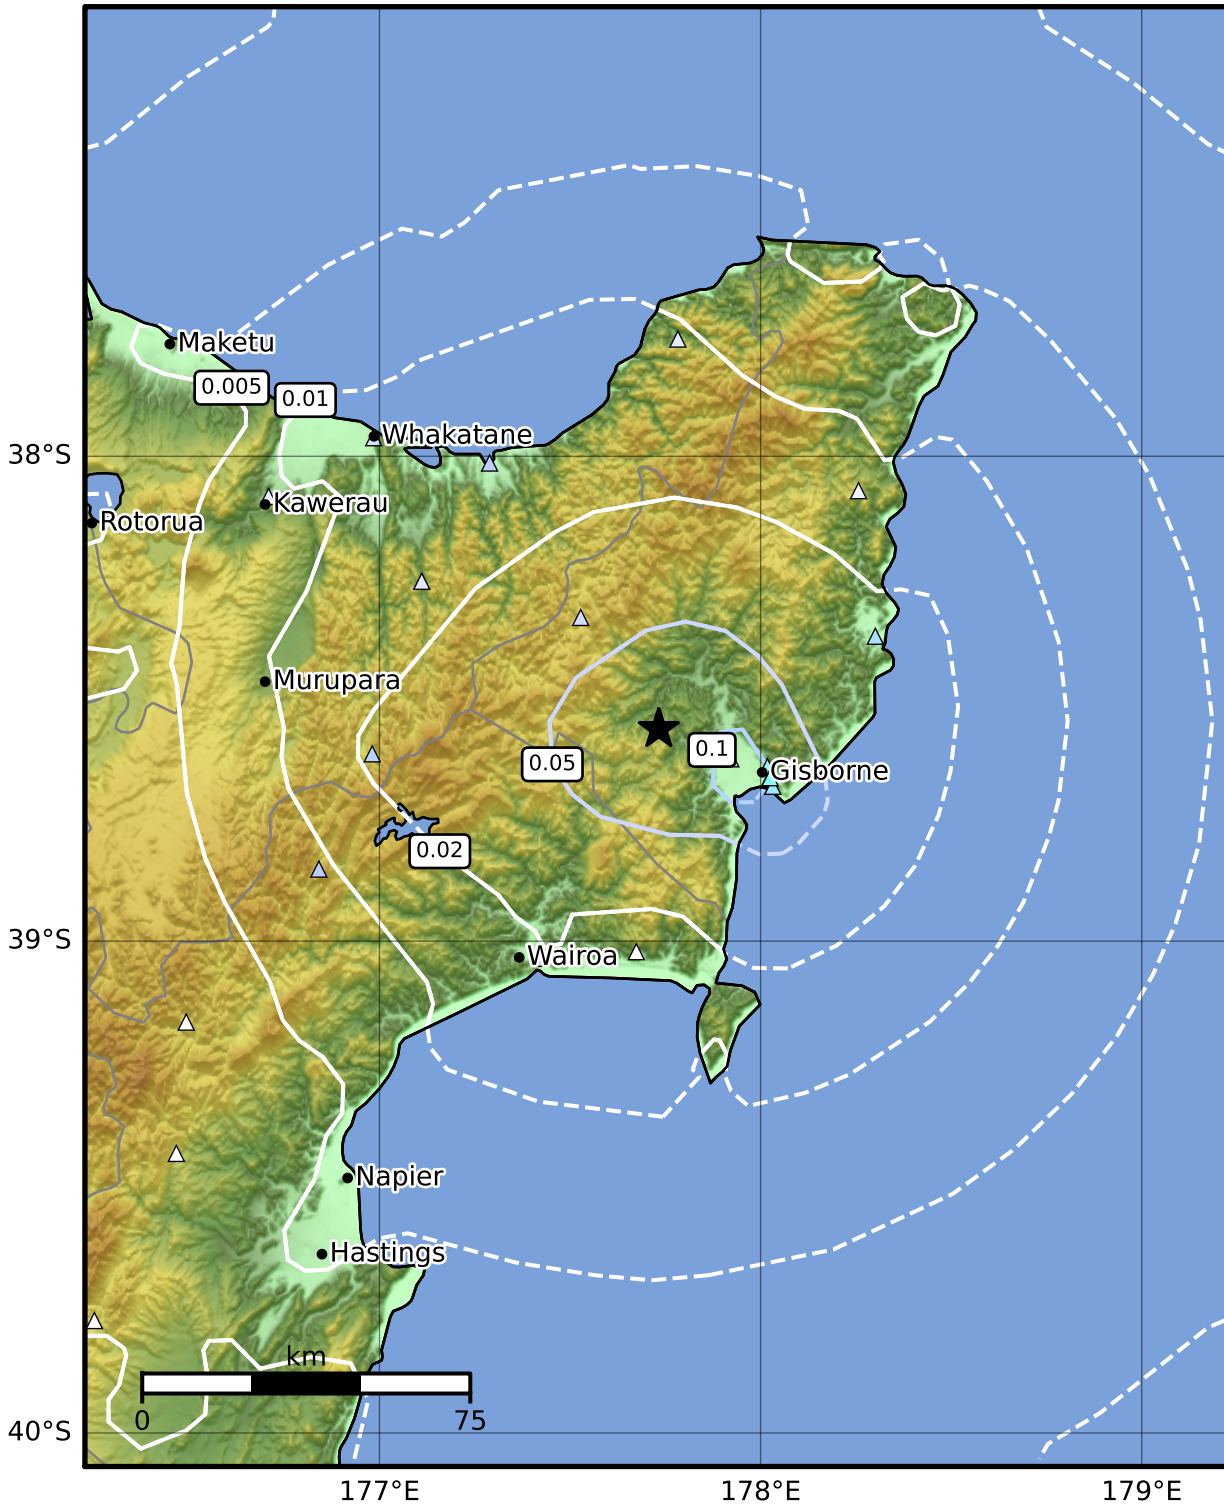 Maketu
0.005
0.01
Whakatane
38°S
Kawerau
Rotorua
Murupara
0.1
0.05
Gisborne
0.02
39°S
Wairoa
Napier
Hastings
km
0
75
40°S
177°E
178°E
179°E